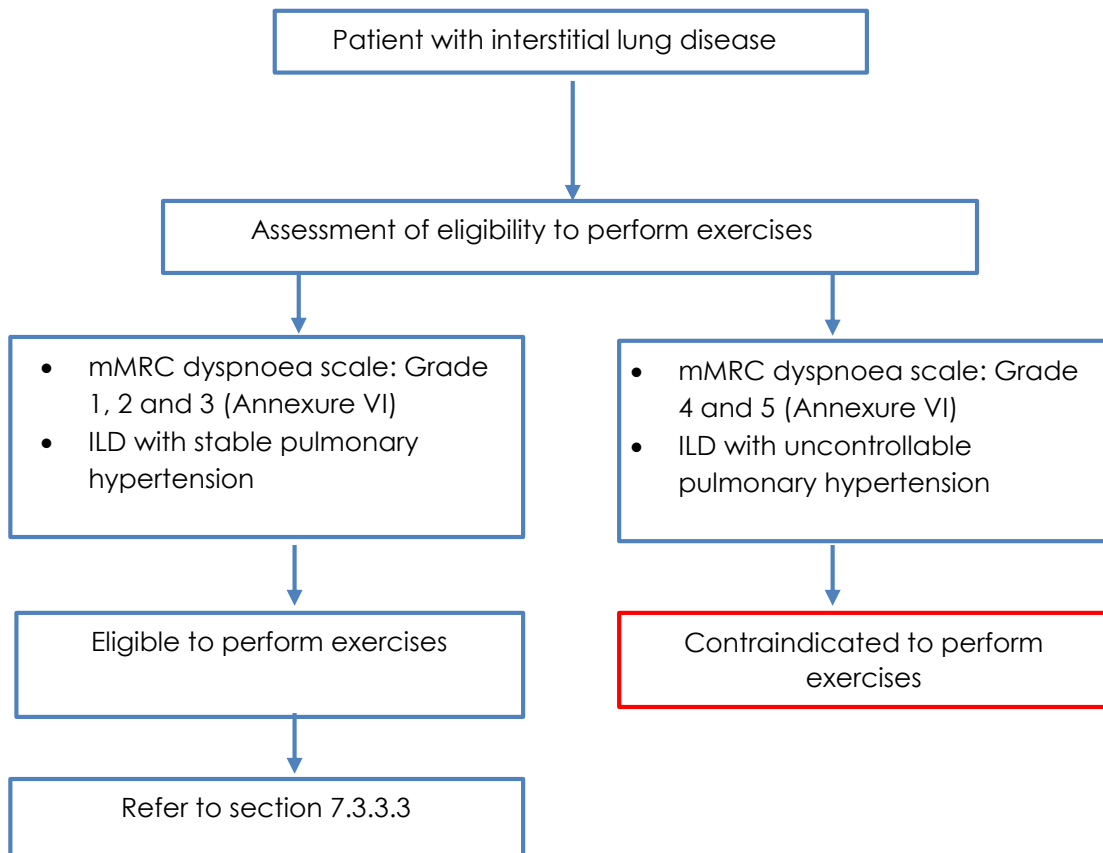 Patient with interstitial lung disease
Assessment of eligibility to perform exercises
• mMRC dyspnoea scale: Grade
1, 2 and 3 (Annexure VI)
• ILD with stable pulmonary
hypertension
• mMRC dyspnoea scale: Grade
4 and 5 (Annexure VI)
• ILD with uncontrollable
pulmonary hypertension
Eligible to perform exercises
Contraindicated to perform
exercises
Refer to section 7.3.3.3